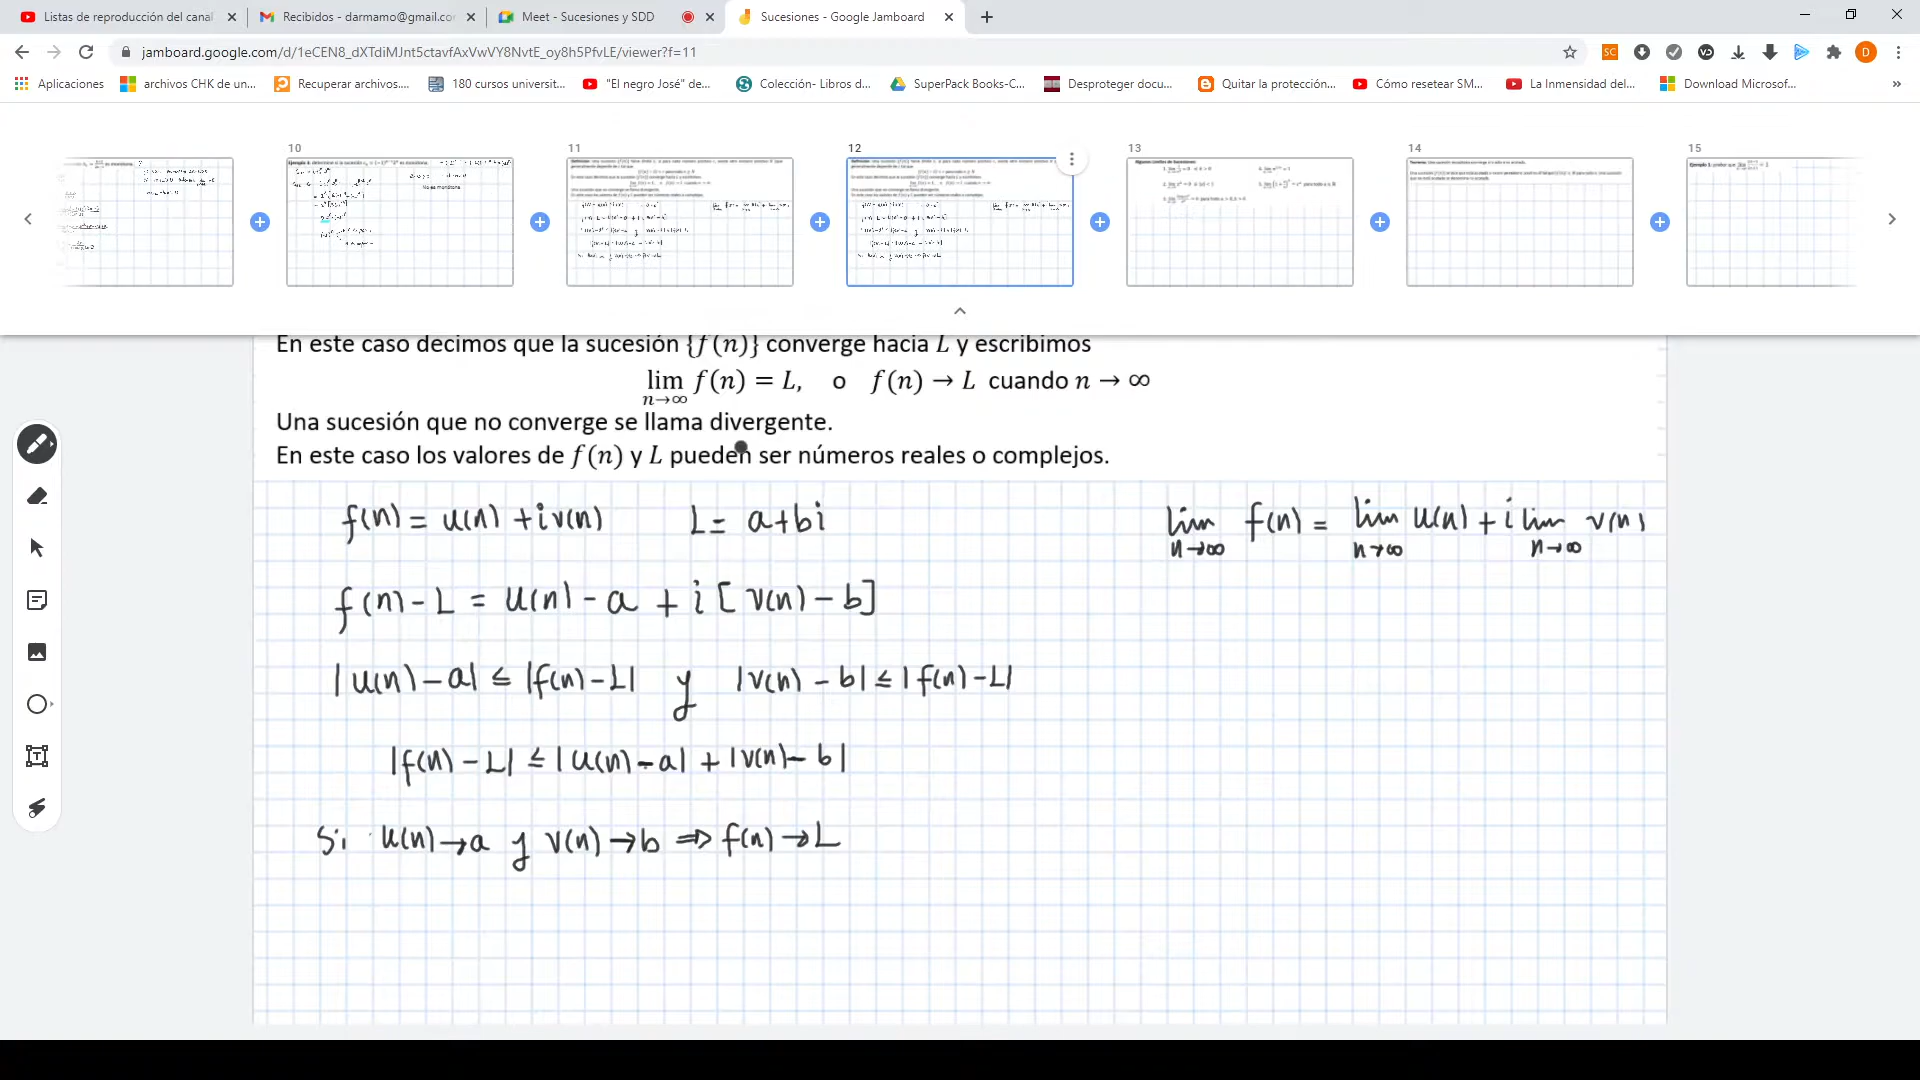 Listas de reproducción del canal
Recibidos - darmamo@gmail.co
Meet - Sucesiones y SDD
Sucesiones - Google Jamboard
jamboard.google.com/d/1eCEN8_dXTdiMJnt5ctavfAxVwVY8NvtE_oy8h5PfvLE/viewer?f=11
Aplicaciones
archivos CHK de un...
Recuperar archivos....
180 cursos universit...
"El negro José" de...
Colección- Libros d...
SuperPack Books-C...
Desproteger docu...
Quitar la protección...
Cómo resetear SM...
La Inmensidad del...
Download Microsof...
10
11
12
13
14
15
En este caso decimos que la sucesión {f(n)} converge hacia L y escribimos
lim n→∞ f(n) = L, o f(n) → L cuando n → ∞
Una sucesión que no converge se llama divergente.
En este caso los valores de f(n) y L pueden ser números reales o complejos.
f(n) = u(n) + i v(n) L = a+bi
lim n→∞ f(n) = lim n→∞ u(n) + i lim n→∞ v(n)
f(n) - L = u(n) - a + i [ v(n) - b ]
|u(n) - a| ≤ |f(n) - L| y |v(n) - b| ≤ |f(n) - L|
|f(n) - L| ≤ |u(n) - a| + |v(n) - b|
Si u(n) → a y v(n) → b ⇒ f(n) → L